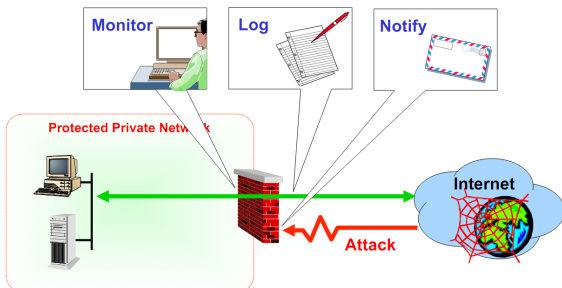 Monitor
Log
Notify
Protected Private Network
Internet
Attack